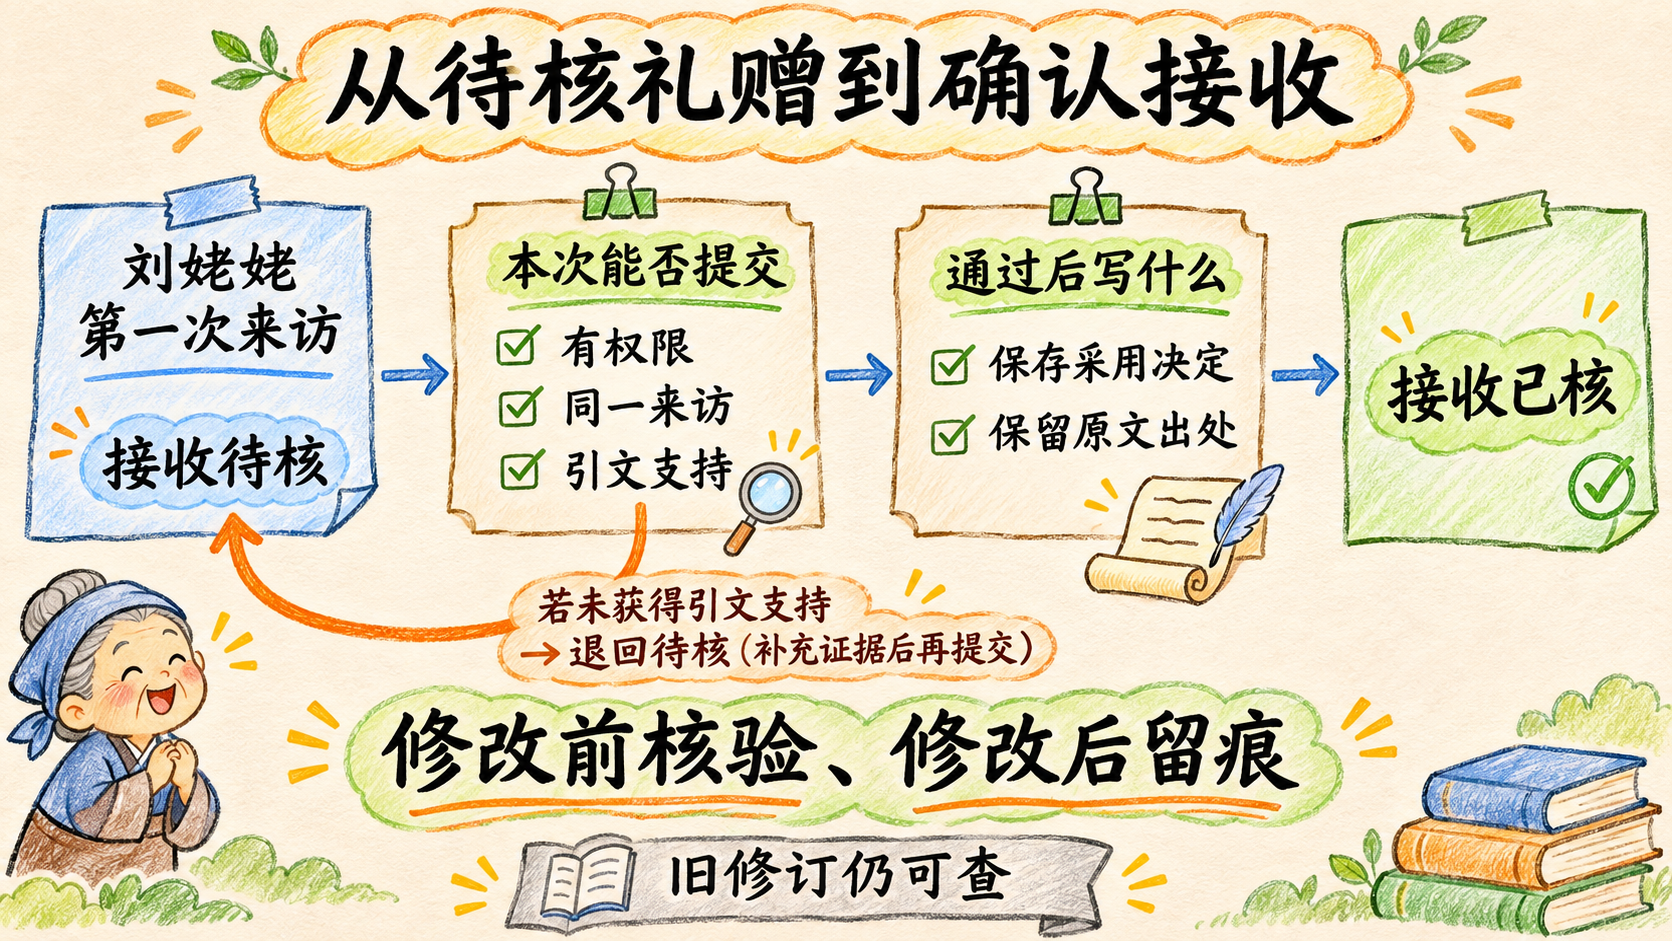 从待核礼赠到确认接收
刘姥姥
第一次来访
接收待核
本次能否提交
有权限
同一来访
引文支持
通过后写什么
保存采用决定
保留原文出处
接收已核
若未获得引文支持
→退回待核（补充证据后再提交）
修改前核验、修改后留痕
旧修订仍可查